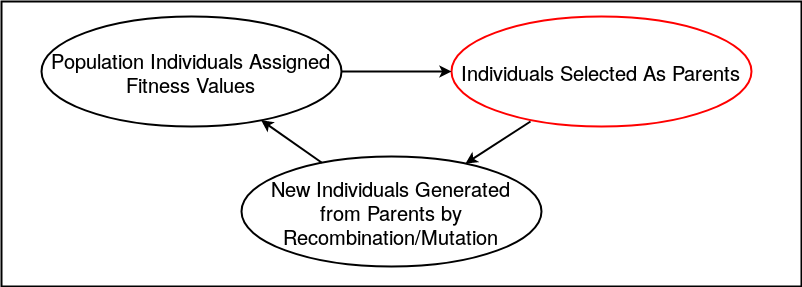 Population Individuals Assigned
Fitness Values
Individuals Selected As Parents
New Individuals Generated
from Parents by
Recombination/Mutation